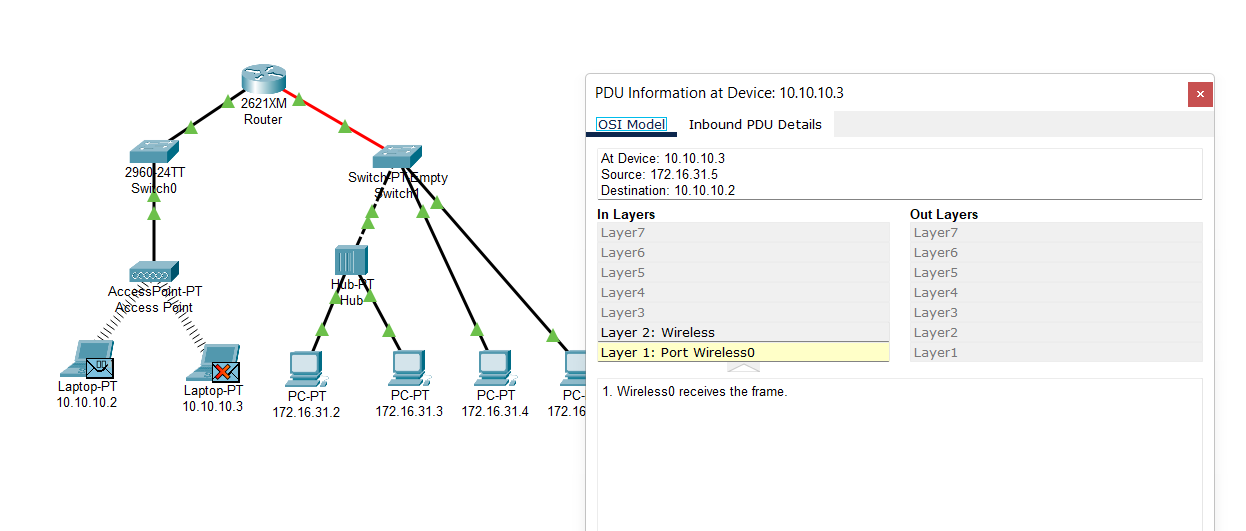 2621XM
Router
2960-24TT
Switch0
Switch-PT-Empty
Switch1
AccessPoint-PT
Access Point
Hub-PT
Hub
Laptop-PT
10.10.10.2
Laptop-PT
10.10.10.3
PC-PT
172.16.31.2
PC-PT
172.16.31.3
PC-PT
172.16.31.4
PC-
172.16
PDU Information at Device: 10.10.10.3
OSI Model
Inbound PDU Details
At Device: 10.10.10.3
Source: 172.16.31.5
Destination: 10.10.10.2
In Layers
Layer7
Layer6
Layer5
Layer4
Layer3
Layer 2: Wireless
Layer 1: Port Wireless0
Out Layers
Layer7
Layer6
Layer5
Layer4
Layer3
Layer2
Layer1
1. Wireless0 receives the frame.